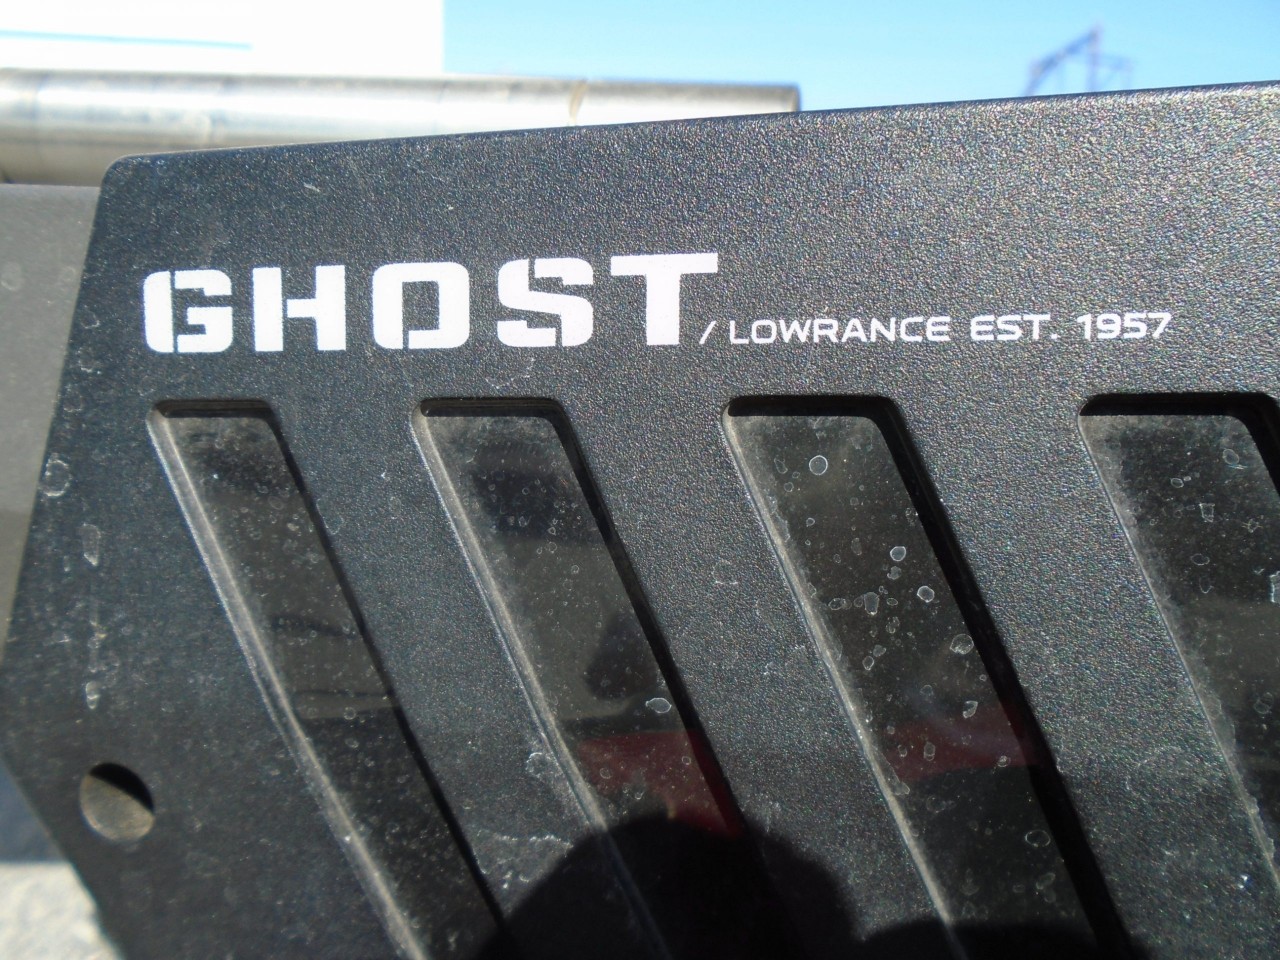 GHOST / LOWRANCE EST. 1957